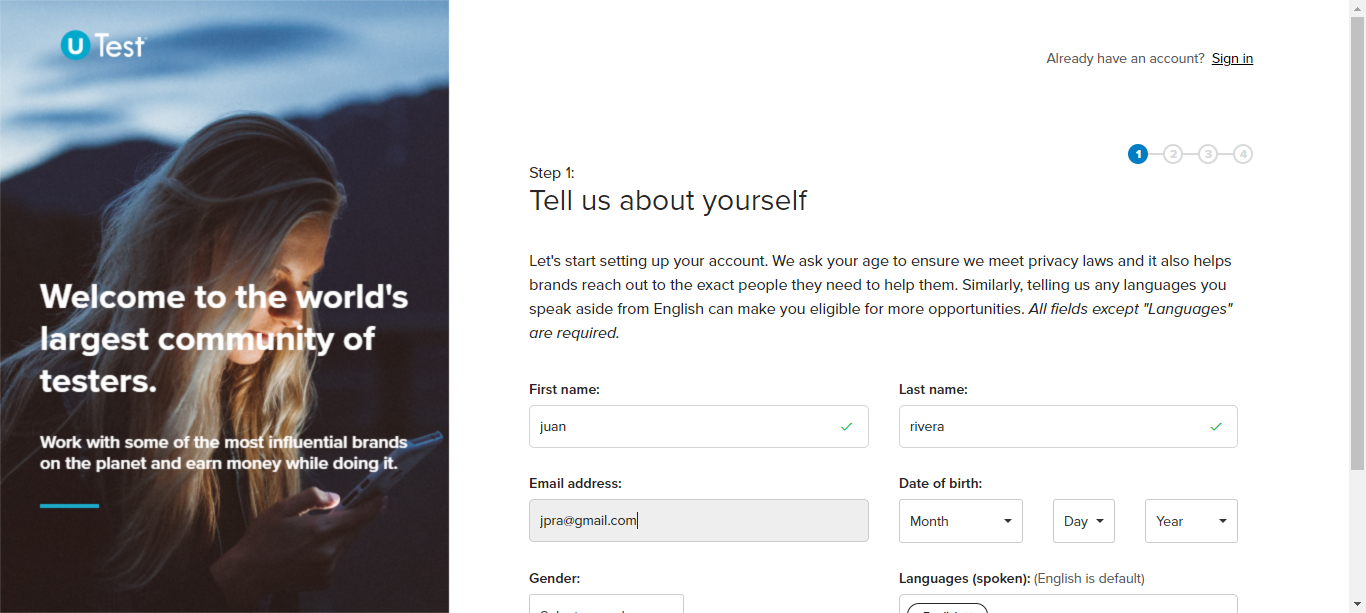 U Test
Already have an account? Sign in
1 2 3 4
Step 1:
Tell us about yourself
Let's start setting up your account. We ask your age to ensure we meet privacy laws and it also helps
brands reach out to the exact people they need to help them. Similarly, telling us any languages you
speak aside from English can make you eligible for more opportunities. All fields except "Languages"
are required.
Welcome to the world's
largest community of
testers.
Work with some of the most influential brands
on the planet and earn money while doing it.
First name: Last name:
juan rivera
Email address: Date of birth:
jpra@gmail.com Month Day Year
Gender: Languages (spoken): (English is default)